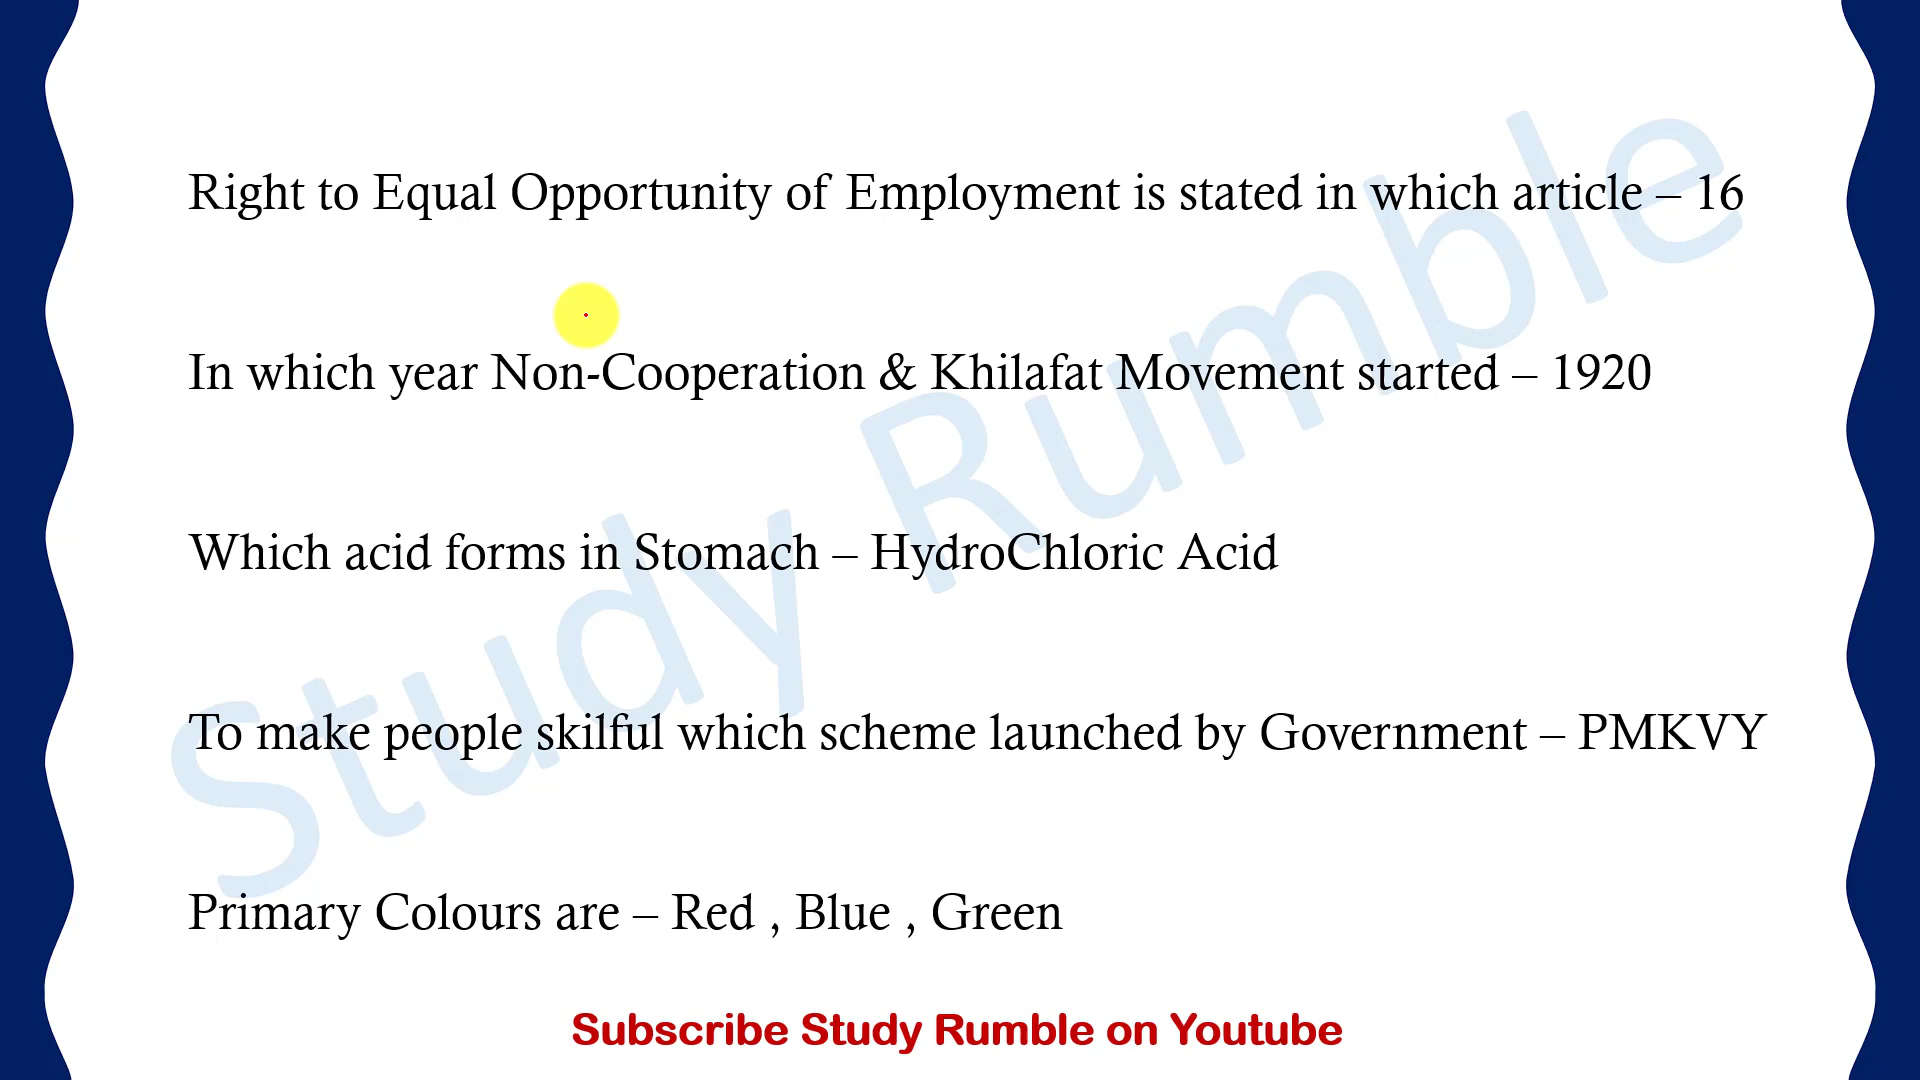 Right to Equal Opportunity of Employment is stated in which article – 16
In which year Non-Cooperation & Khilafat Movement started – 1920
Which acid forms in Stomach – HydroChloric Acid
To make people skilful which scheme launched by Government – PMKVY
Primary Colours are – Red , Blue , Green
Study Rumble
Subscribe Study Rumble on Youtube